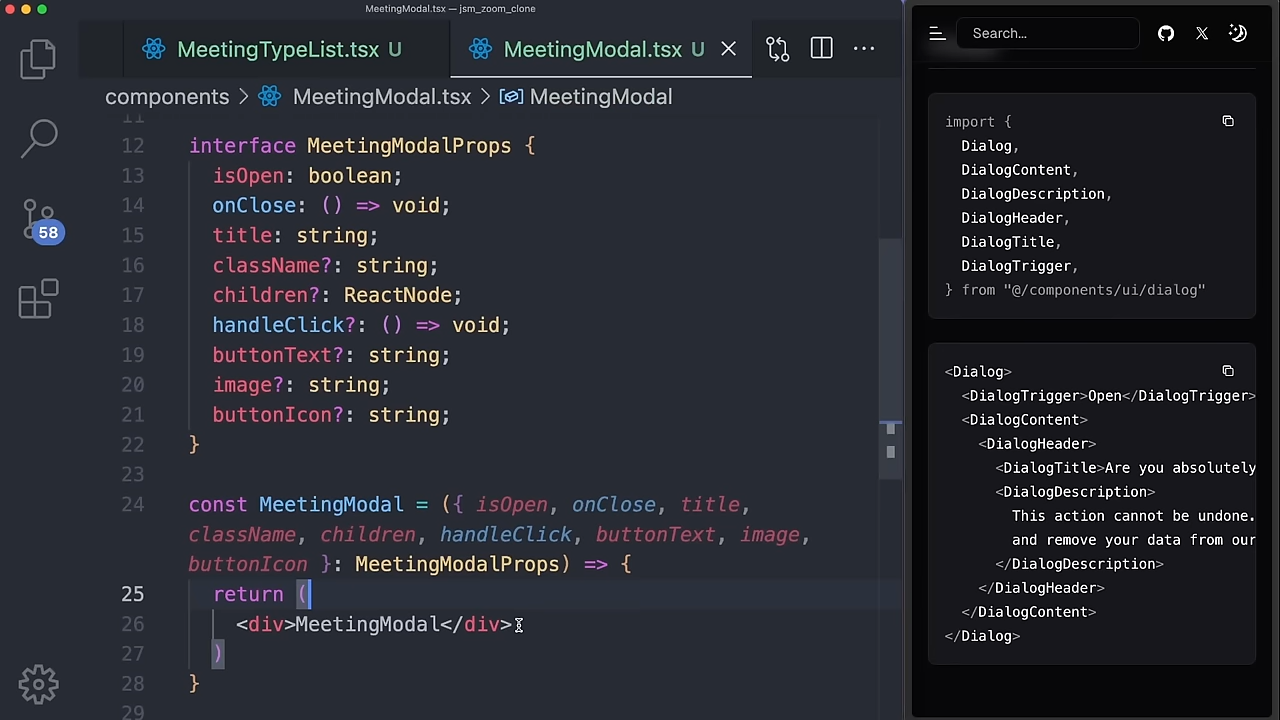 MeetingModal.tsx — jsm_zoom_clone
MeetingTypeList.tsx U
MeetingModal.tsx U
components > MeetingModal.tsx > MeetingModal
58
11
12 interface MeetingModalProps {
13 isOpen: boolean;
14 onClose: () => void;
15 title: string;
16 className?: string;
17 children?: ReactNode;
18 handleClick?: () => void;
19 buttonText?: string;
20 image?: string;
21 buttonIcon?: string;
22 }
23
24 const MeetingModal = ({ isOpen, onClose, title,
className, children, handleClick, buttonText, image,
buttonIcon }: MeetingModalProps) => {
25 return (
26 <div>MeetingModal</div>
27 )
28 }
29
Search...
import {
Dialog,
DialogContent,
DialogDescription,
DialogHeader,
DialogTitle,
DialogTrigger,
} from "@/components/ui/dialog"
<Dialog>
<DialogTrigger>Open</DialogTrigger>
<DialogContent>
<DialogHeader>
<DialogTitle>Are you absolutely
<DialogDescription>
This action cannot be undone.
and remove your data from our
</DialogDescription>
</DialogHeader>
</DialogContent>
</Dialog>